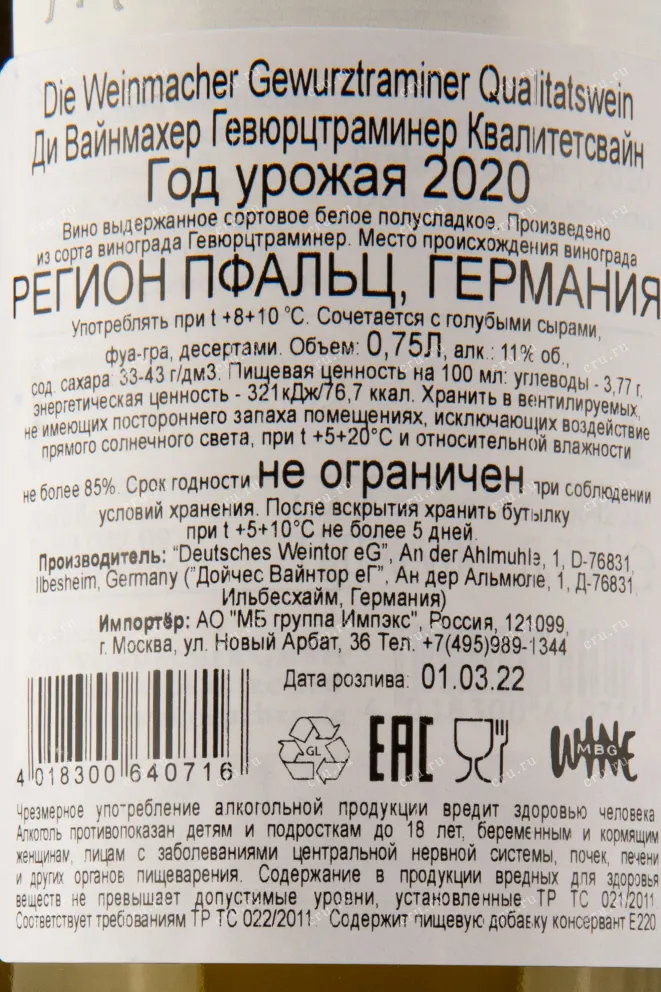 Die Weinmacher Gewurztraminer Qualitatswein
Ди Вайнмахер Гевюрцтраминер Квалитетсвайн
Год урожая 2020
Вино выдержанное сортовое белое полусладкое. Произведено
из сорта винограда Гевюрцтраминер. Место происхождения винограда
РЕГИОН ПФАЛЬЦ, ГЕРМАНИЯ
Употреблять при t +8+10 °С. Сочетается с голубыми сырами,
фуа-гра, десертами. Объем: 0,75Л, алк.: 11% об.,
сод. сахара: 33-43 г/дм3. Пищевая ценность на 100 мл: углеводы - 3,77 г,
энергетическая ценность - 321кДж/76,7 ккал. Хранить в вентилируемых,
не имеющих постороннего запаха помещениях, исключающих воздействие
прямого солнечного света, при t +5+20°С и относительной влажности
не более 85%. Срок годности не ограничен при соблюдении
условий хранения. После вскрытия хранить бутылку
при t +5+10°С не более 5 дней.
Производитель: "Deutsches Weintor eG", An der Ahlmuhle, 1, D-76831,
Ilbesheim, Germany ("Дойчес Вайнтор еГ", Ан дер Альмюле, 1, Д-76831,
Ильбесхайм, Германия)
Импортёр: АО "МБ группа Импэкс", Россия, 121099,
г. Москва, ул. Новый Арбат, 36 Тел. +7(495)989-1344
Дата розлива: 01.03.22
4 018300 640716
GL
EAC
WINE
MBG
Чрезмерное употребление алкогольной продукции вредит здоровью человека
Алкоголь противопоказан детям и подросткам до 18 лет, беременным и кормящим
женщинам, лицам с заболеваниями центральной нервной системы, почек, печени
и других органов пищеварения. Содержание в продукции вредных для здоровья
веществ не превышает допустимые уровни, установленные ТР ТС 021/2011
Соответствует требованиям ТР ТС 022/2011 Содержит пищевую добавку консервант Е220